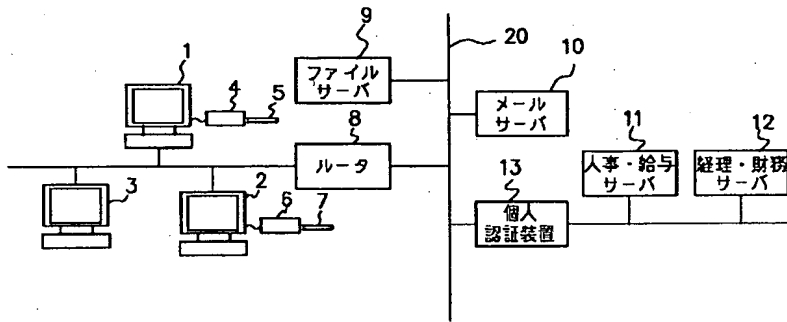 9
20
1
ファイル
サーバ
10
4
5
メール
サーバ
8
11
12
ルータ
人事・給与
サーバ
経理・財務
サーバ
3
2
13
6
7
個人
認証装置